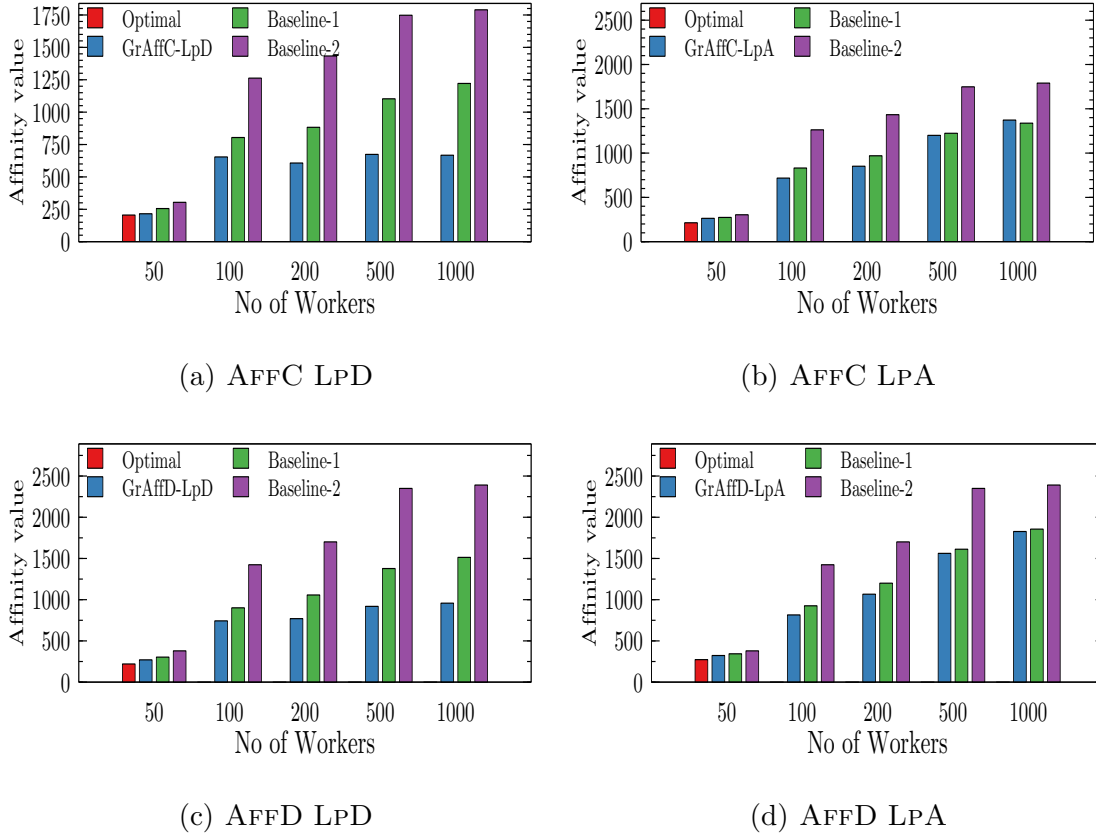 Optimal
GrAffC-LpD
Baseline-1
Baseline-2
Affinity value
1750
1500
1250
1000
750
500
250
0
50 100 200 500 1000
No of Workers
(a) AFFC LPD
Optimal
GrAffC-LpA
Baseline-1
Baseline-2
Affinity value
2500
2000
1500
1000
500
0
50 100 200 500 1000
No of Workers
(b) AFFC LPA
Optimal
GrAffD-LpD
Baseline-1
Baseline-2
Affinity value
2500
2000
1500
1000
500
0
50 100 200 500 1000
No of Workers
(c) AFFD LPD
Optimal
GrAffD-LpA
Baseline-1
Baseline-2
Affinity value
2500
2000
1500
1000
500
0
50 100 200 500 1000
No of Workers
(d) AFFD LPA